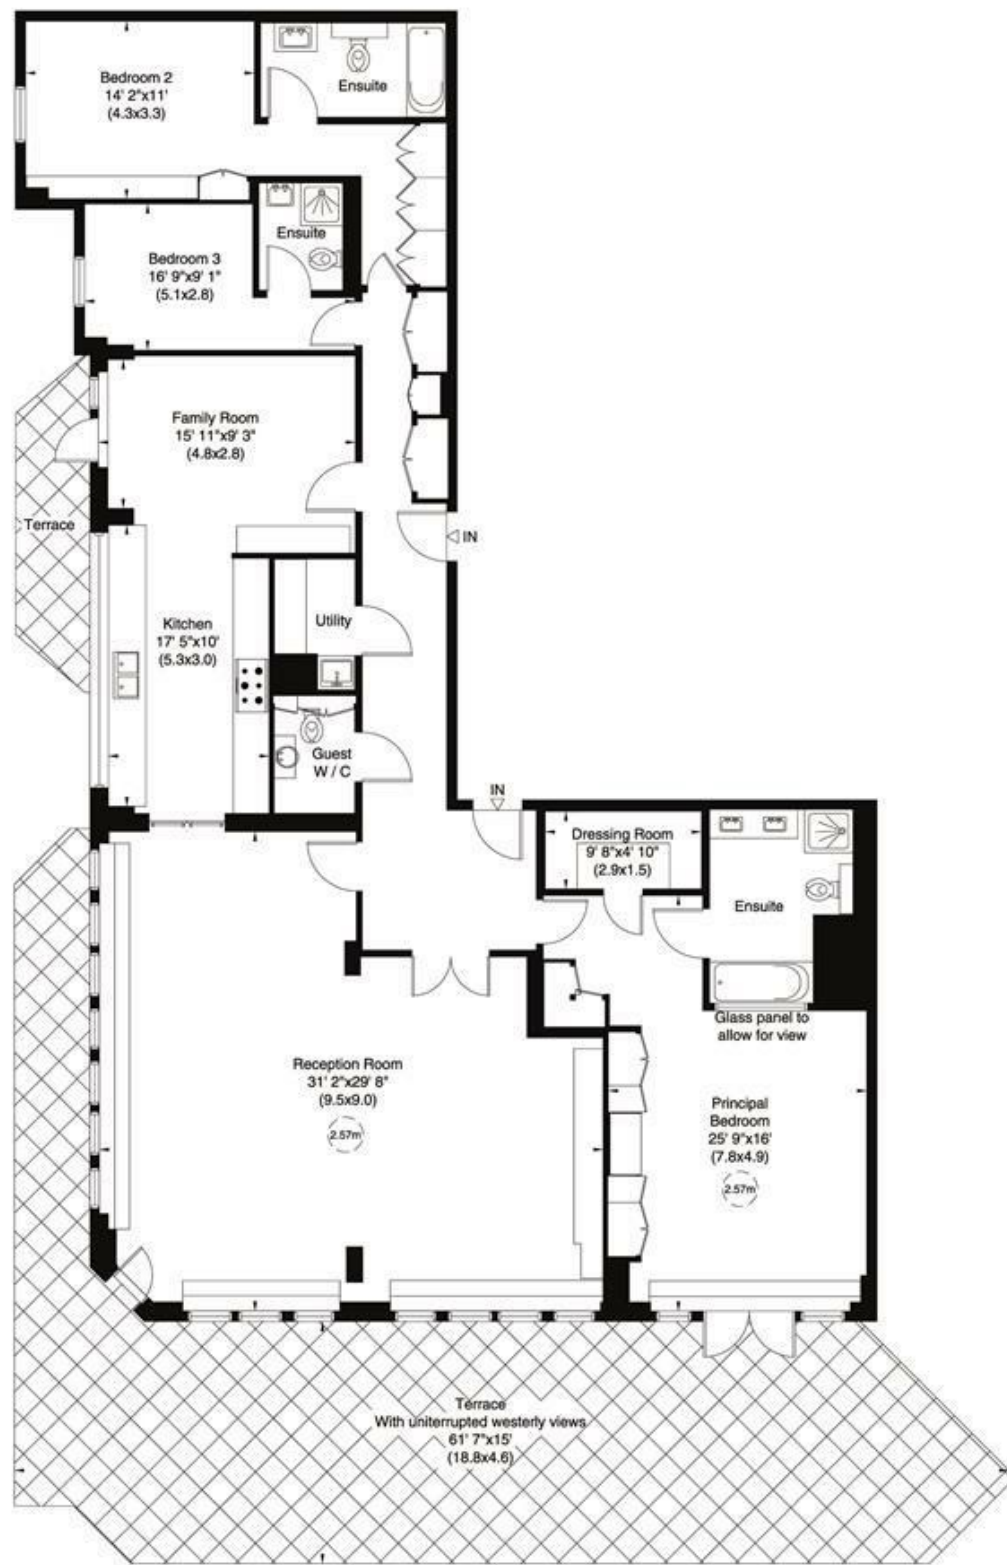 Bedroom 2
14' 2"x11'
(4.3x3.3)
Ensuite
Ensuite
Bedroom 3
16' 9"x9' 1"
(5.1x2.8)
Family Room
15' 11"x9' 3"
(4.8x2.8)
Terrace
IN
Utility
Kitchen
17' 5"x10'
(5.3x3.0)
Guest
W / C
IN
Dressing Room
9' 8"x4' 10"
(2.9x1.5)
Ensuite
Glass panel to
allow for view
Reception Room
31' 2"x29' 8"
(9.5x9.0)
2.57m
Principal
Bedroom
25' 9"x16'
(7.8x4.9)
2.57m
Terrace
With uniterrupted westerly views
61' 7"x15'
(18.8x4.6)